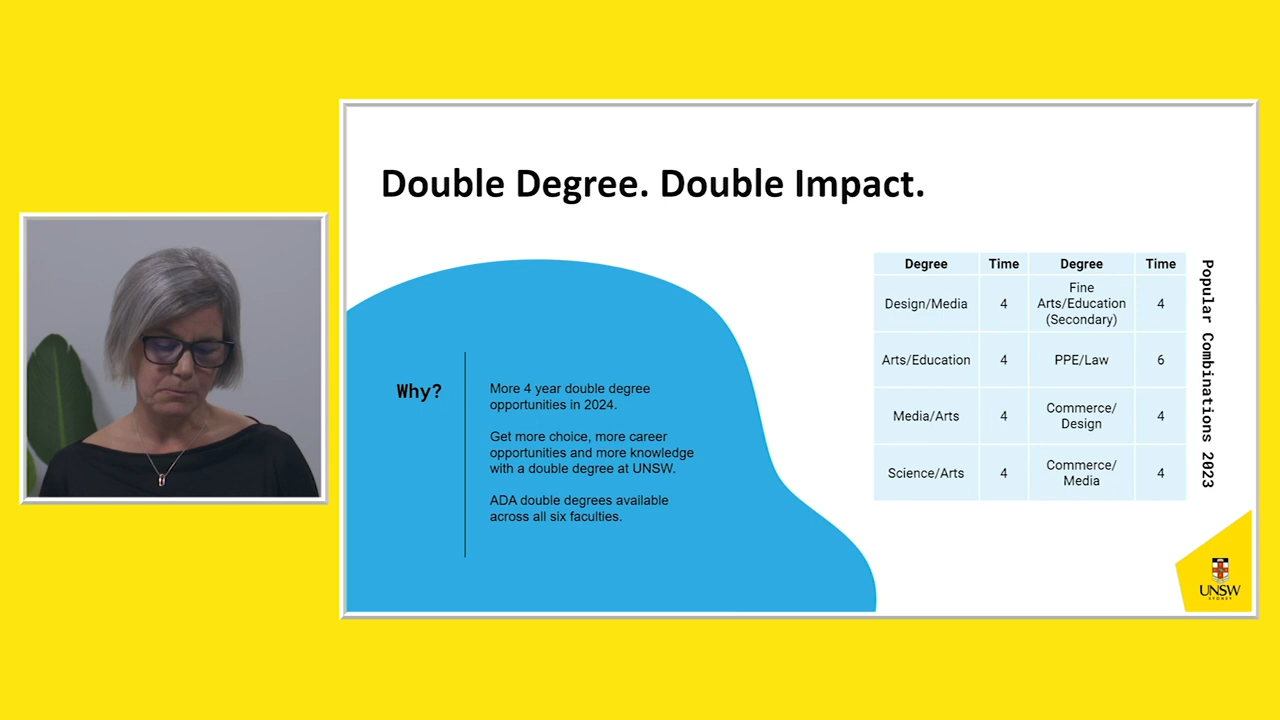 Double Degree. Double Impact.
Why?
More 4 year double degree
opportunities in 2024.
Get more choice, more career
opportunities and more knowledge
with a double degree at UNSW.
ADA double degrees available
across all six faculties.
Degree Time Degree Time
Design/Media 4 Fine Arts/Education (Secondary) 4
Arts/Education 4 PPE/Law 6
Media/Arts 4 Commerce/ Design 4
Science/Arts 4 Commerce/ Media 4
Popular Combinations 2023
UNSW
SYDNEY